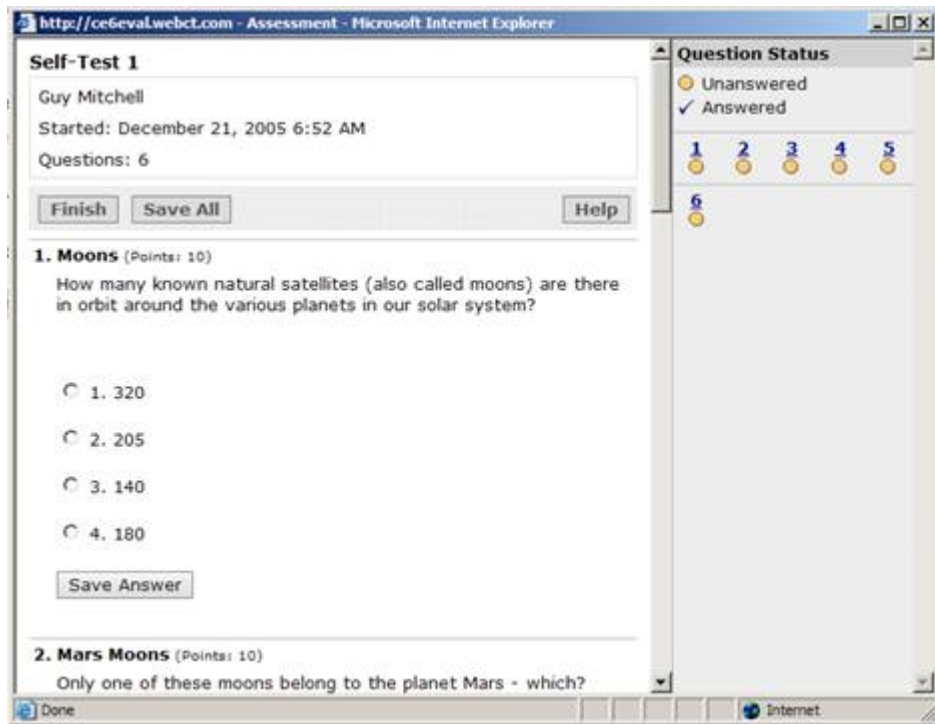 http://ce6eval.webct.com - Assessment - Microsoft Internet Explorer
Self-Test 1
Guy Mitchell
Started: December 21, 2005 6:52 AM
Questions: 6
Finish Save All Help
1. Moons (Points: 10)
How many known natural satellites (also called moons) are there
in orbit around the various planets in our solar system?
1. 320
2. 205
3. 140
4. 180
Save Answer
2. Mars Moons (Points: 10)
Only one of these moons belong to the planet Mars - which?
Question Status
Unanswered
Answered
1 2 3 4 5
6
Done Internet